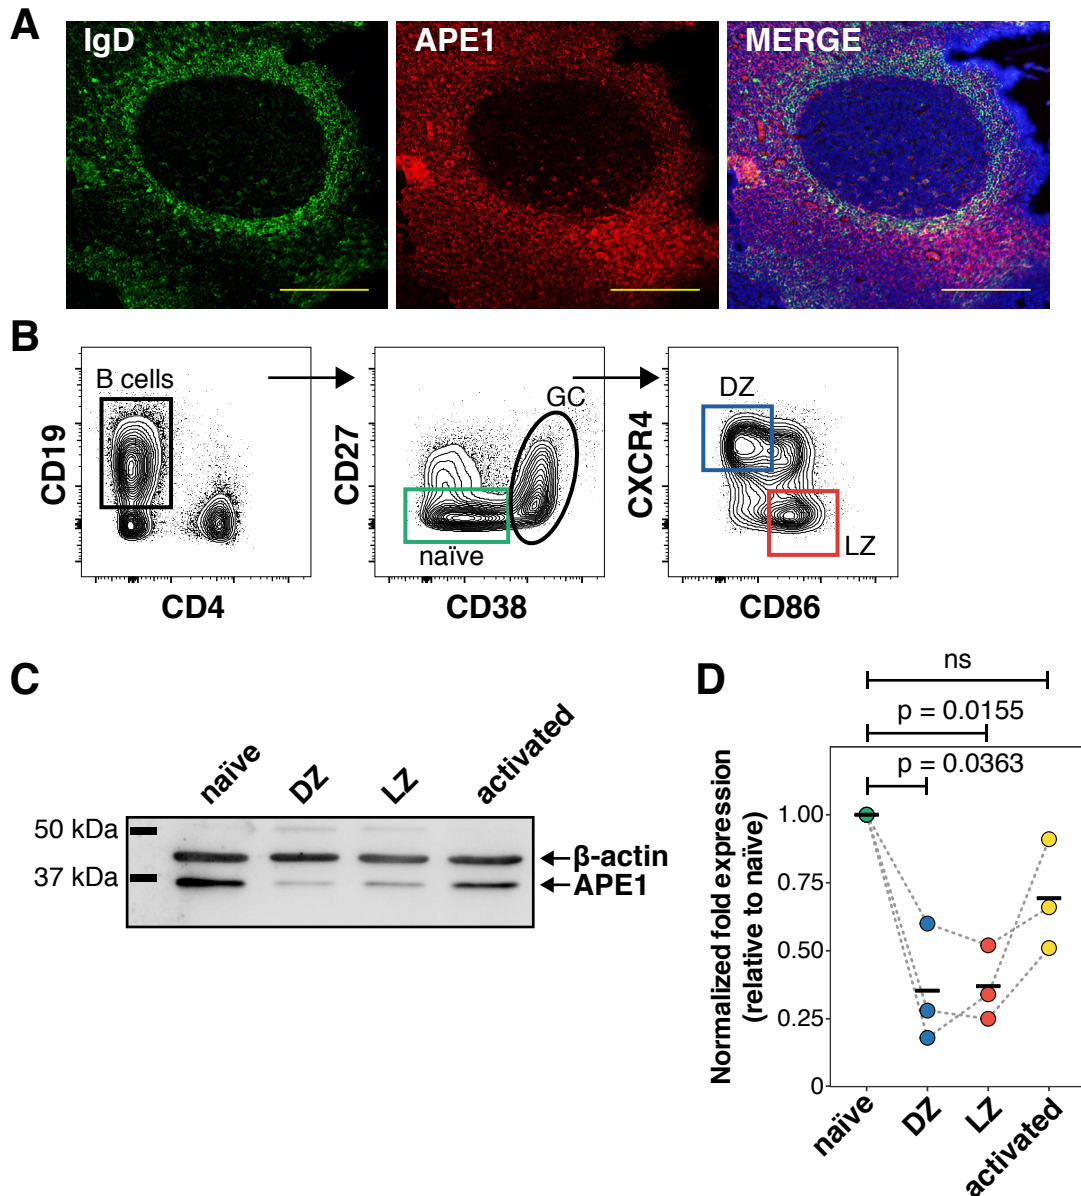 A
IgD
APE1
MERGE
B
B cells
CD19
CD4
GC
CD27
naïve
CD38
DZ
CXCR4
LZ
CD86
C
naïve
DZ
LZ
activated
50 kDa
37 kDa
β-actin
APE1
D
ns
p = 0.0155
p = 0.0363
Normalized fold expression
(relative to naïve)
1.00
0.75
0.50
0.25
0
naïve
DZ
LZ
activated